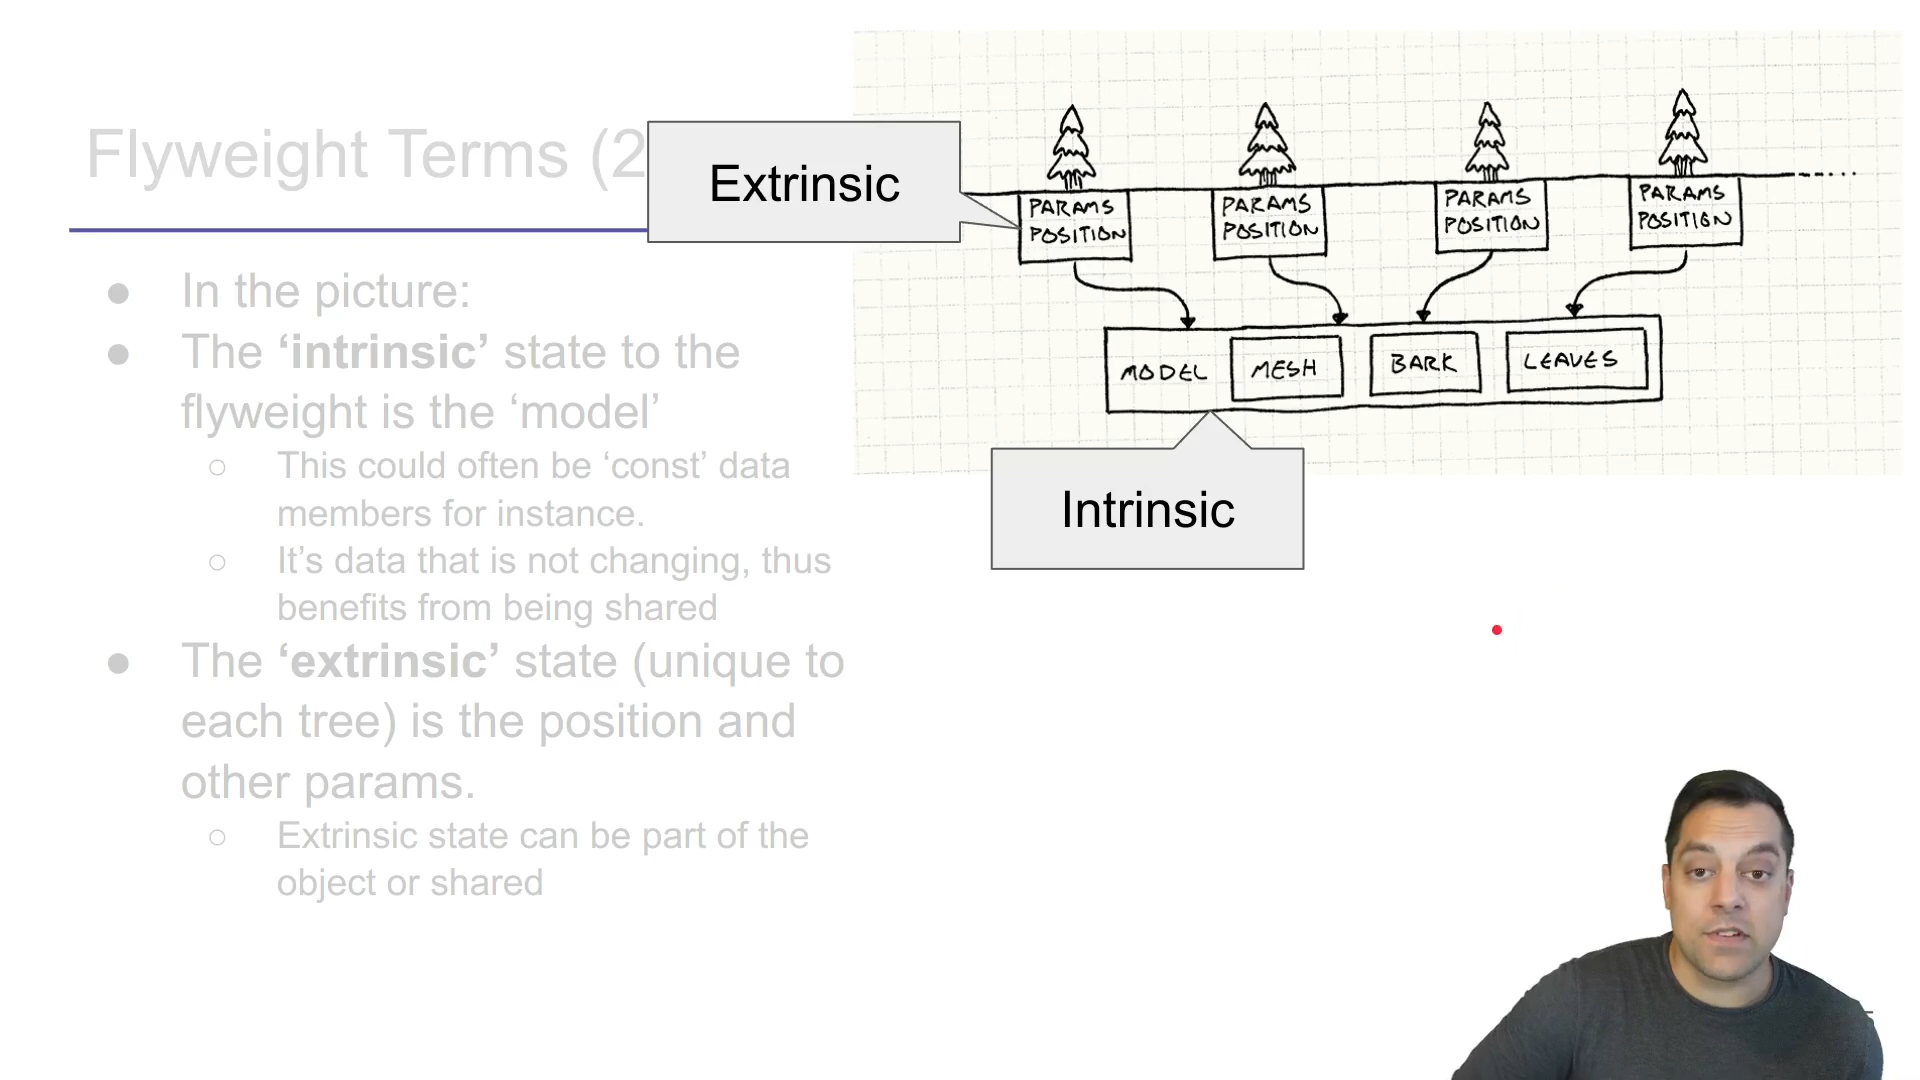 Flyweight Terms (2
Extrinsic
● In the picture:
● The ‘intrinsic’ state to the
flyweight is the ‘model’
○ This could often be ‘const’ data
members for instance.
○ It’s data that is not changing, thus
benefits from being shared
● The ‘extrinsic’ state (unique to
each tree) is the position and
other params.
○ Extrinsic state can be part of the
object or shared
PARAMS
POSITION
PARAMS
POSITION
PARAMS
POSITION
PARAMS
POSITION
MODEL MESH BARK LEAVES
Intrinsic